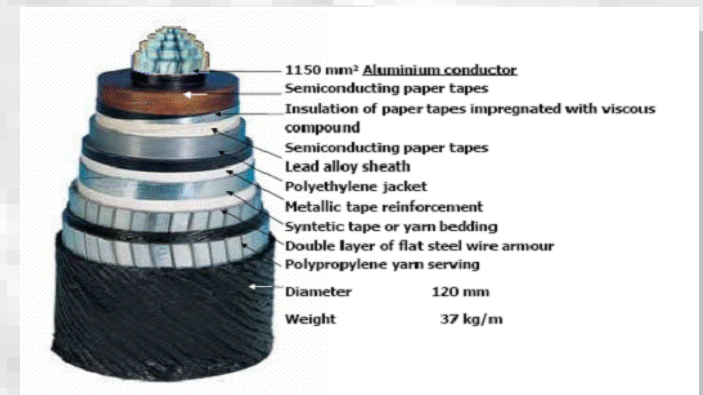 1150 mm² Aluminium conductor
Semiconducting paper tapes
Insulation of paper tapes impregnated with viscous
compound
Semiconducting paper tapes
Lead alloy sheath
Polyethylene jacket
Metallic tape reinforcement
Syntetic tape or yarn bedding
Double layer of flat steel wire armour
Polypropylene yarn serving
Diameter 120 mm
Weight 37 kg/m